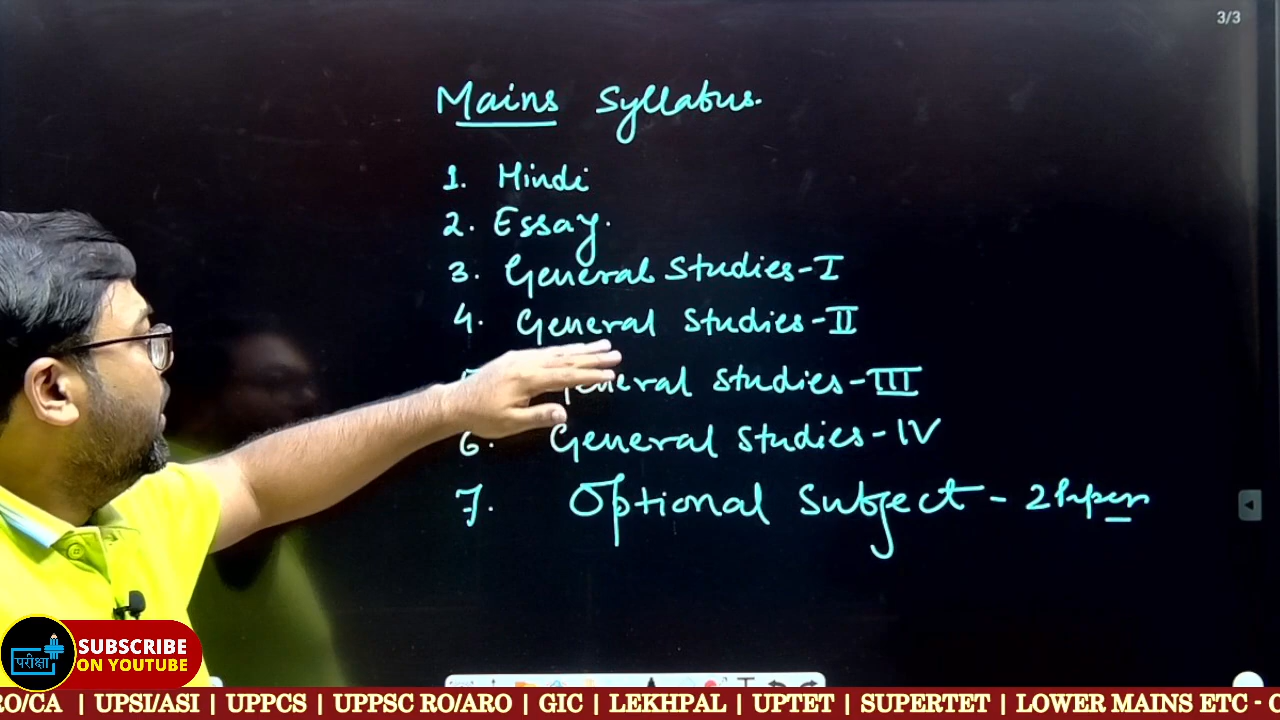 3/3
Mains Syllabus.
1. Hindi
2. Essay.
3. General Studies-I
4. General Studies-II
General Studies-III
6. General Studies-IV
7. Optional Subject - 2 Papers
परीक्षा
SUBSCRIBE
ON YOUTUBE
RO/CA | UPSI/ASI | UPPCS | UPPSC RO/ARO | GIC | LEKHPAL | UPTET | SUPERTET | LOWER MAINS ETC - C